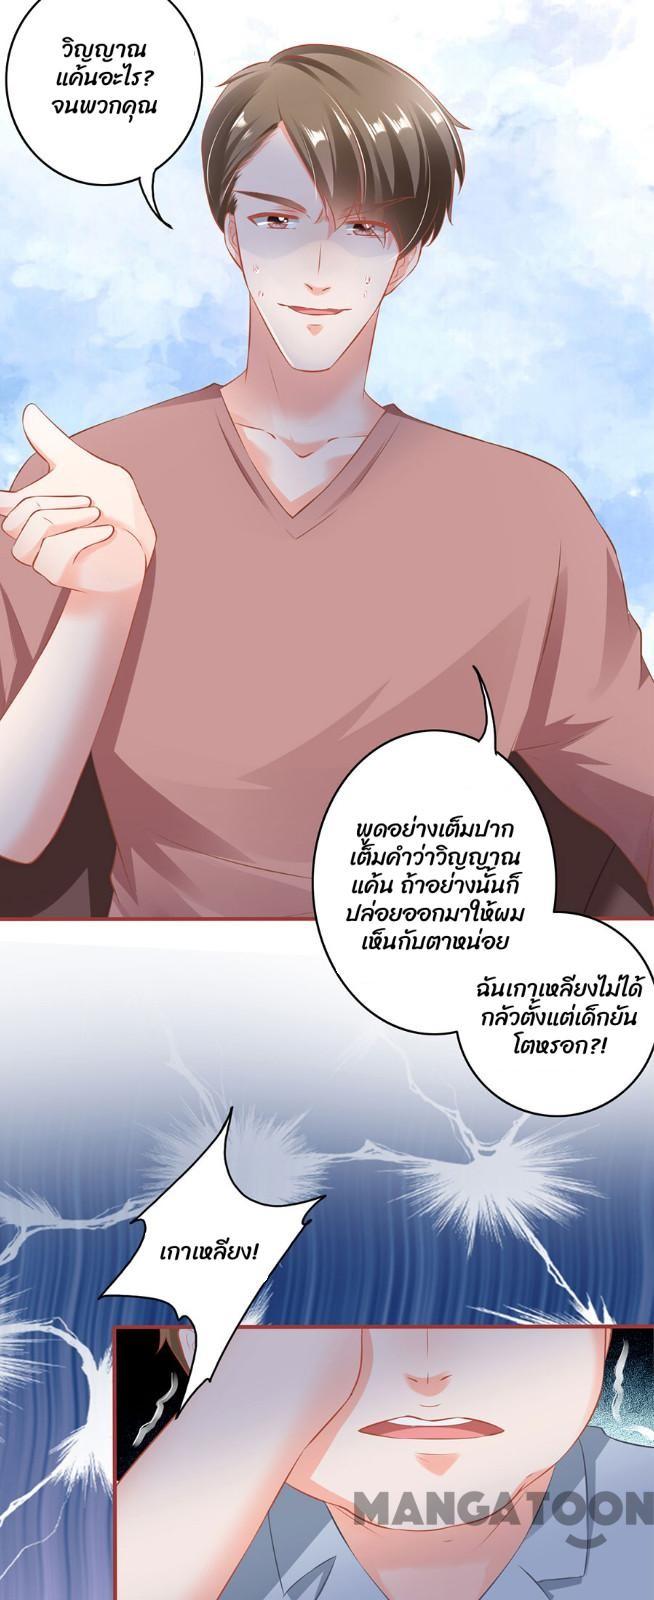 วิญญาณ
แค้นอะไร?
จนพวกคุณ
พูดอย่างเต็มปาก
เต็มคำว่าวิญญาณ
แค้น ถ้าอย่างนั้นก็
ปล่อยออกมาให้ผม
เห็นกับตาหน่อย
ฉันเกาเหลียงไม่ได้
กลัวตั้งแต่เด็กยัน
โตหรอก?!
เกาเหลียง!
MANGATOON